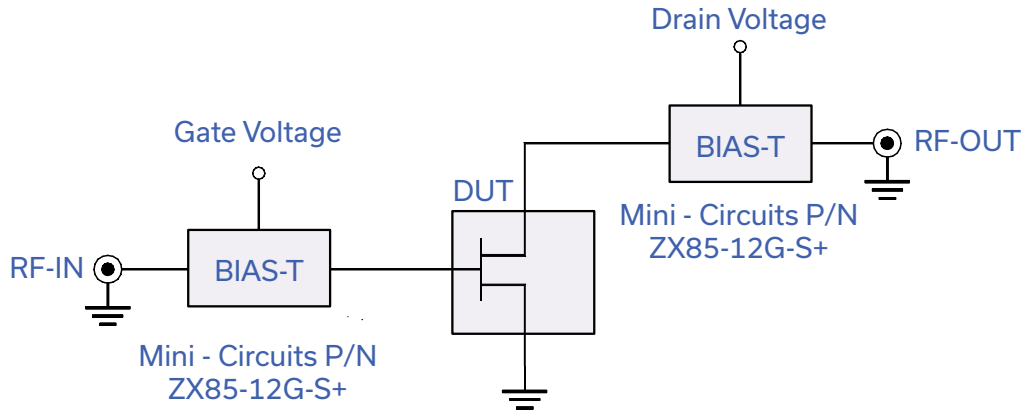 Drain Voltage
Gate Voltage
BIAS-T
RF-OUT
DUT
Mini - Circuits P/N
ZX85-12G-S+
RF-IN
BIAS-T
Mini - Circuits P/N
ZX85-12G-S+